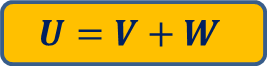 U = V + W